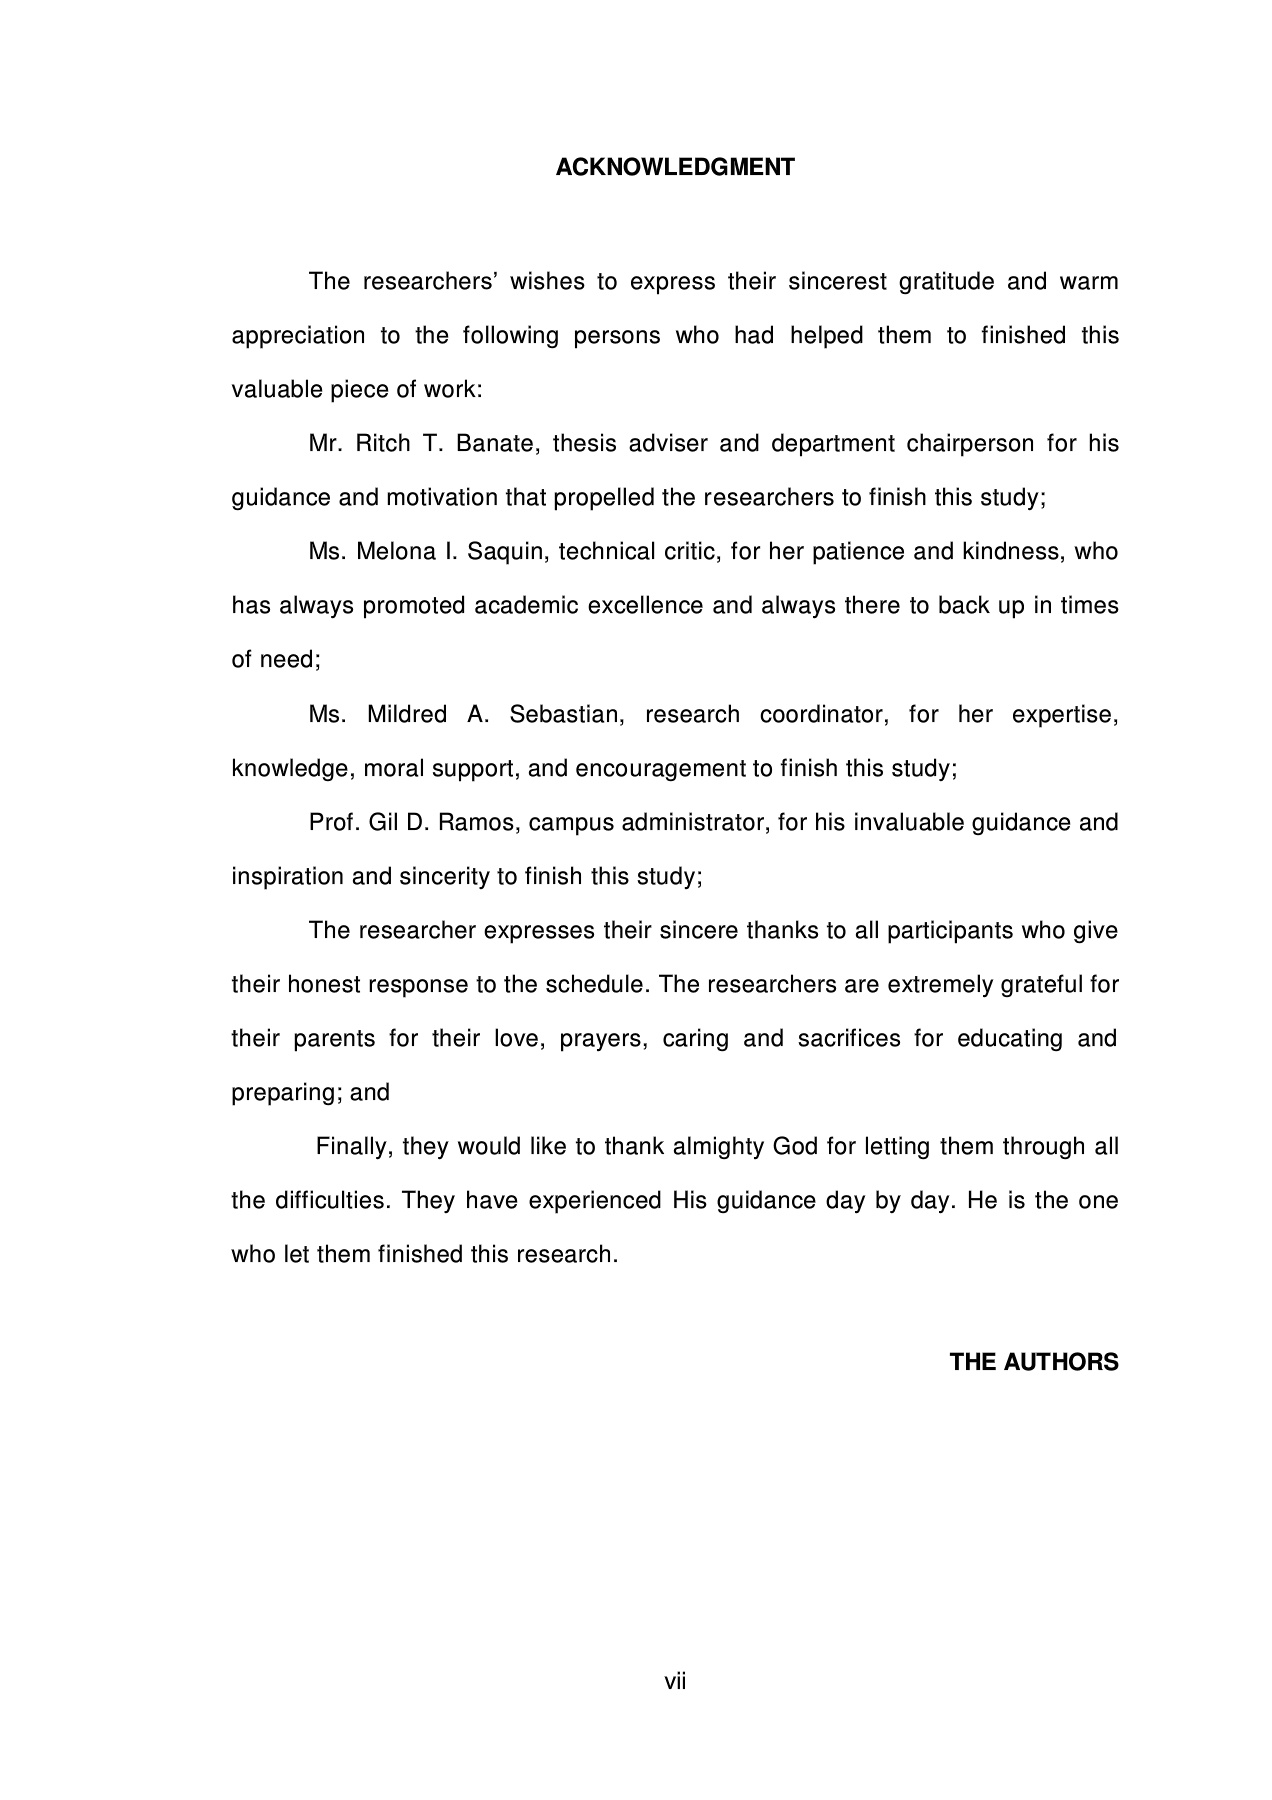 ACKNOWLEDGMENT
The researchers’ wishes to express their sincerest gratitude and warm
appreciation to the following persons who had helped them to finished this
valuable piece of work:
Mr. Ritch T. Banate, thesis adviser and department chairperson for his
guidance and motivation that propelled the researchers to finish this study;
Ms. Melona I. Saquin, technical critic, for her patience and kindness, who
has always promoted academic excellence and always there to back up in times
of need;
Ms. Mildred A. Sebastian, research coordinator, for her expertise,
knowledge, moral support, and encouragement to finish this study;
Prof. Gil D. Ramos, campus administrator, for his invaluable guidance and
inspiration and sincerity to finish this study;
The researcher expresses their sincere thanks to all participants who give
their honest response to the schedule. The researchers are extremely grateful for
their parents for their love, prayers, caring and sacrifices for educating and
preparing; and
Finally, they would like to thank almighty God for letting them through all
the difficulties. They have experienced His guidance day by day. He is the one
who let them finished this research.
THE AUTHORS
vii